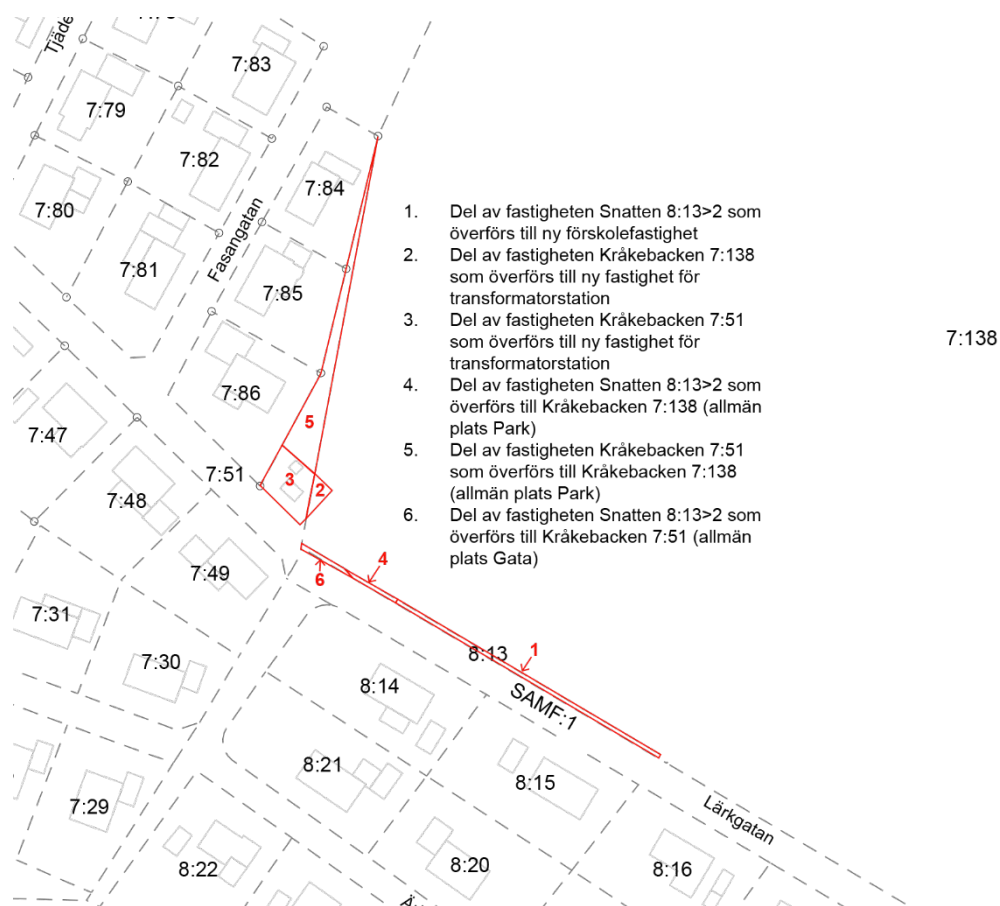 7:83
Tjäde
7:79
7:82
7:84
7:80
7:81
Fasangatan
7:85
7:86
7:47
7:51
7:48
7:49
7:31
7:30
7:29
5
3
2
4
6
1
1. Del av fastigheten Snatten 8:13>2 som
överförs till ny förskolefastighet
2. Del av fastigheten Kråkebacken 7:138
som överförs till ny fastighet för
transformatorstation
3. Del av fastigheten Kråkebacken 7:51
som överförs till ny fastighet för
transformatorstation
4. Del av fastigheten Snatten 8:13>2 som
överförs till Kråkebacken 7:138 (allmän
plats Park)
5. Del av fastigheten Kråkebacken 7:51
som överförs till Kråkebacken 7:138
(allmän plats Park)
6. Del av fastigheten Snatten 8:13>2 som
överförs till Kråkebacken 7:51 (allmän
plats Gata)
7:138
8:13
8:14
SAMF:1
8:21
8:15
Lärkgatan
8:22
8:20
8:16